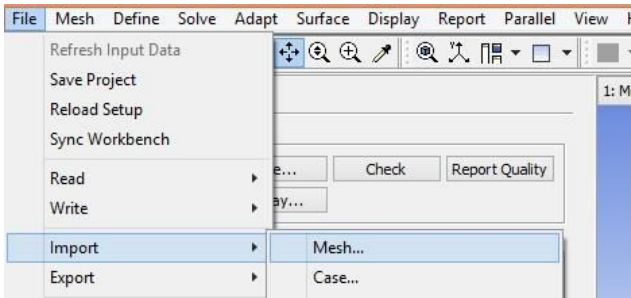 File Mesh Define Solve Adapt Surface Display Report Parallel View
Refresh Input Data
Save Project
Reload Setup
Sync Workbench
1: M
e... Check Report Quality
Read
ay...
Write
Import Mesh...
Export Case...